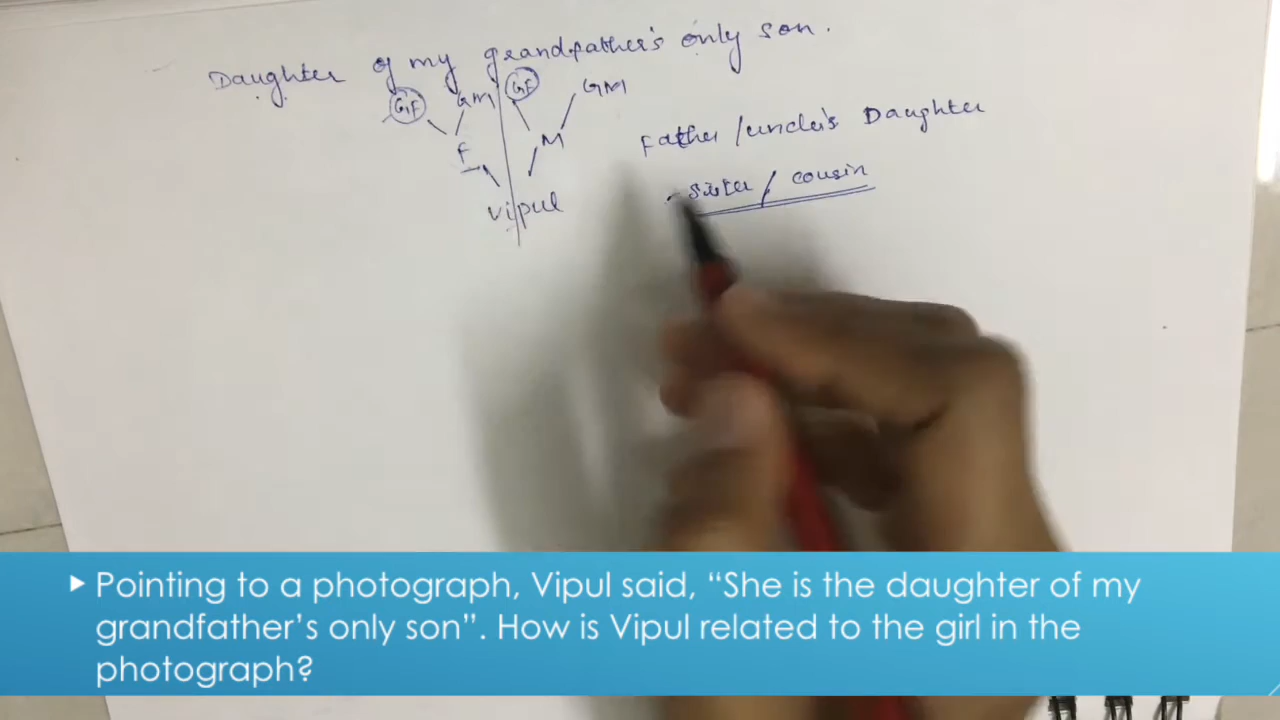 Daughter of my grandfather's only son.
GF GM GF GM
Father/uncle's Daughter
F M
- sister / cousin
Vipul
Pointing to a photograph, Vipul said, “She is the daughter of my
grandfather’s only son”. How is Vipul related to the girl in the
photograph?